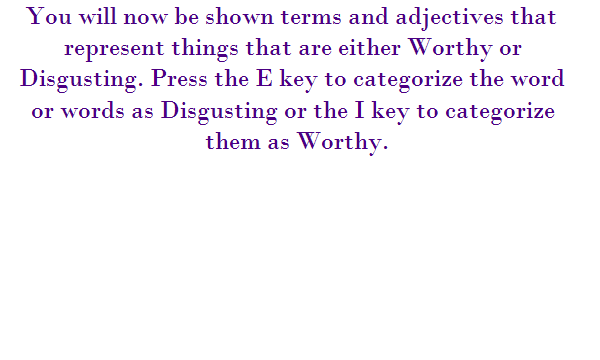 You will now be shown terms and adjectives that
represent things that are either Worthy or
Disgusting. Press the E key to categorize the word
or words as Disgusting or the I key to categorize
them as Worthy.